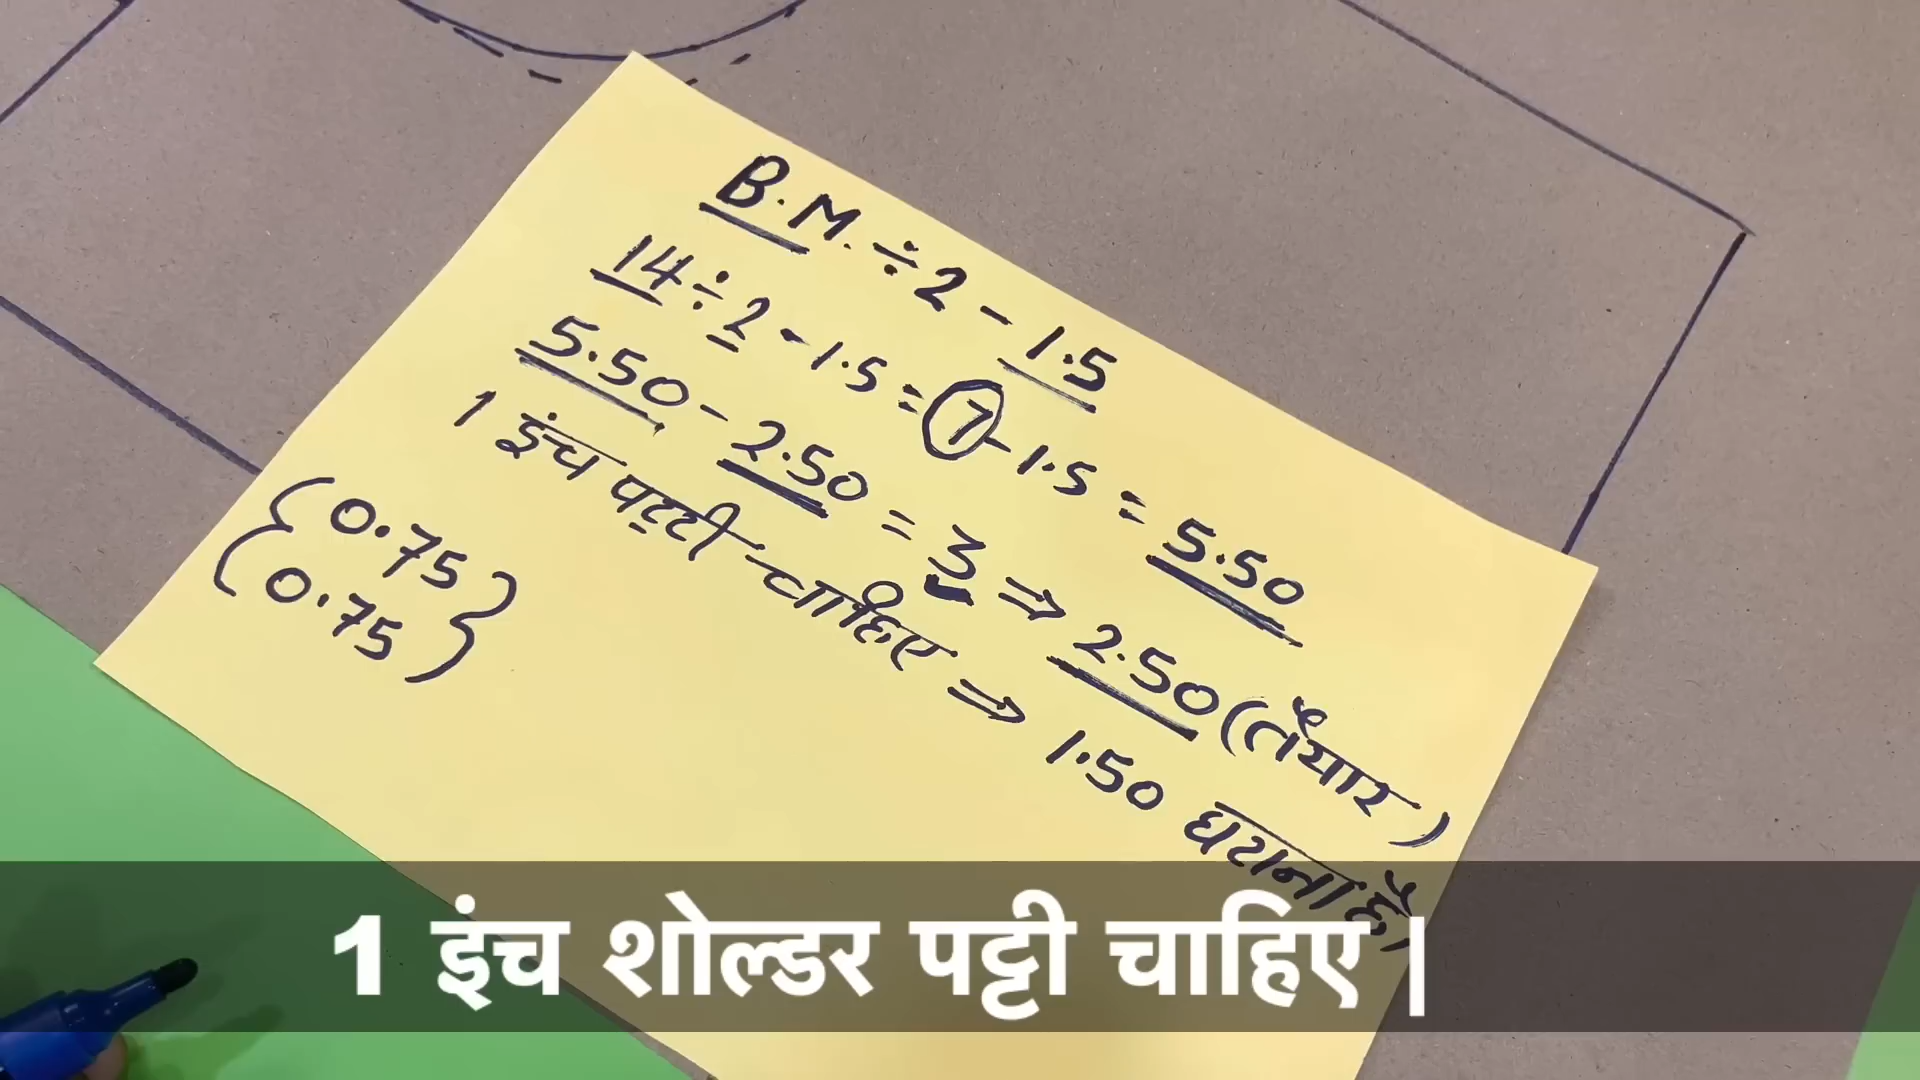 B.M. ÷ 2 - 1.5
14 ÷ 2 - 1.5 = 7 - 1.5 = 5.50
5.50 - 2.50 = 3 ⇒ 2.50 (तैयार)
1 इंच पट्टी चाहिए ⇒ 1.50 घटाना है।
{0.75
0.75}
1 इंच शोल्डर पट्टी चाहिए |